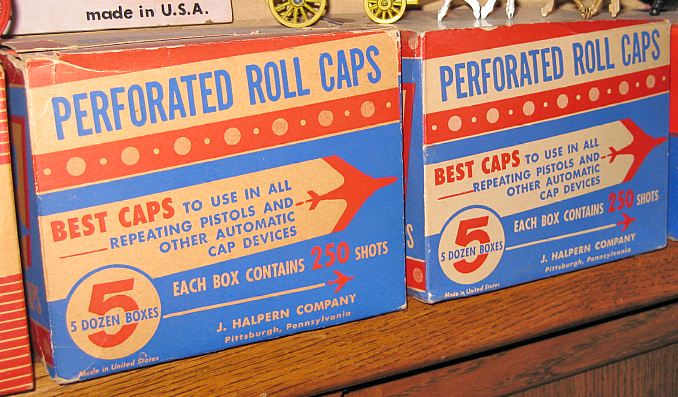 made in U.S.A.
PERFORATED ROLL CAPS
BEST CAPS TO USE IN ALL
REPEATING PISTOLS AND
OTHER AUTOMATIC
CAP DEVICES
EACH BOX CONTAINS 250 SHOTS
5
5 DOZEN BOXES
J. HALPERN COMPANY
Pittsburgh, Pennsylvania
Made in United States
PERFORATED ROLL CAPS
BEST CAPS TO USE IN ALL
REPEATING PISTOLS AND
OTHER AUTOMATIC
CAP DEVICES
EACH BOX CONTAINS 250 SHOTS
5
5 DOZEN BOXES
J. HALPERN COMPANY
Pittsburgh, Pennsylvania
Made in United States